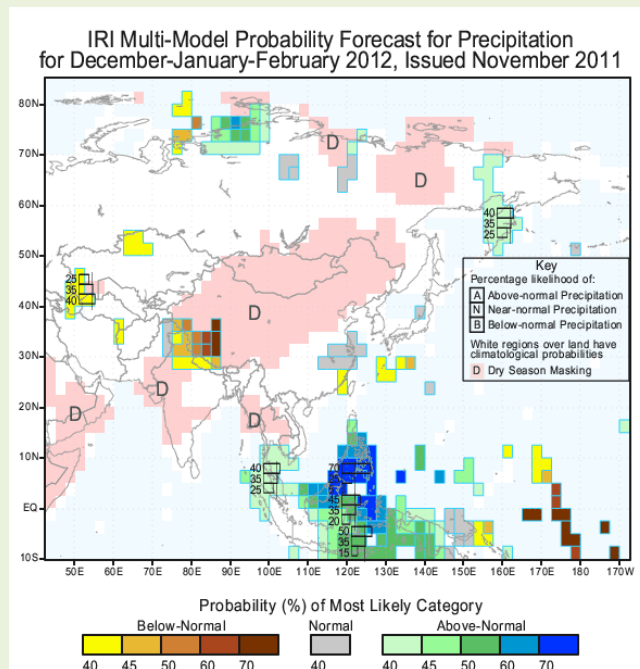 IRI Multi-Model Probability Forecast for Precipitation
for December-January-February 2012, Issued November 2011
80N
70N
60N
50N
40N
30N
20N
10N
EQ
10S
D
D
D
D
D
D
40
35
25
25
35
40
40
35
25
70
45
35
20
50
35
15
Key
Percentage likelihood of:
A Above-normal Precipitation
N Near-normal Precipitation
B Below-normal Precipitation
White regions over land have
climatological probabilities
D Dry Season Masking
50E 60E 70E 80E 90E 100E 110E 120E 130E 140E 150E 160E 170E 180 170W
Probability (%) of Most Likely Category
Below-Normal Normal Above-Normal
40 45 50 60 70 40 40 45 50 60 70